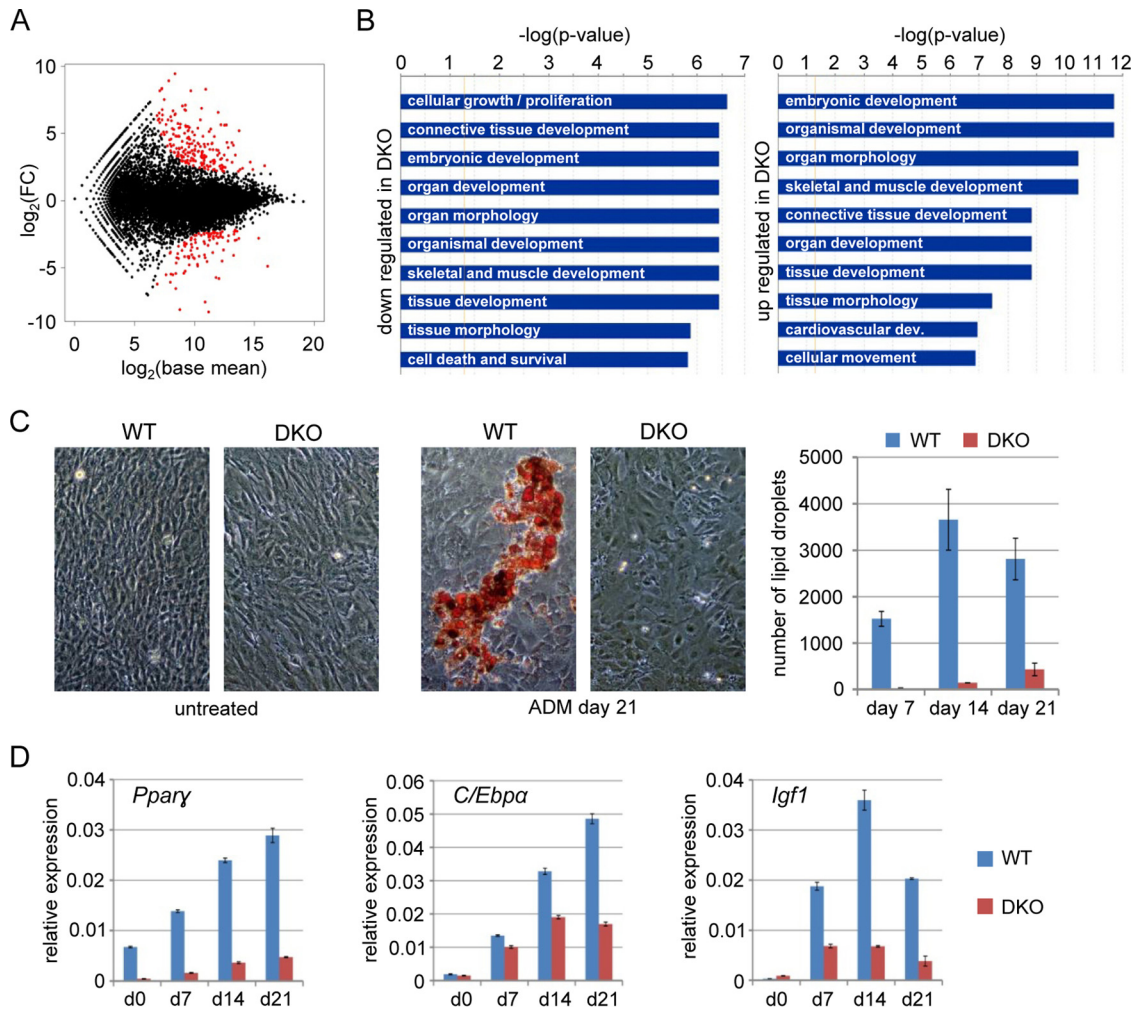 A
log2(FC)
10
5
0
-5
-10
0 5 10 15 20
log2(base mean)
B
-log(p-value)
0 1 2 3 4 5 6 7
down regulated in DKO
cellular growth / proliferation
connective tissue development
embryonic development
organ development
organ morphology
organismal development
skeletal and muscle development
tissue development
tissue morphology
cell death and survival
-log(p-value)
0 1 2 3 4 5 6 7 8 9 10 11 12
up regulated in DKO
embryonic development
organismal development
organ morphology
skeletal and muscle development
connective tissue development
organ development
tissue development
tissue morphology
cardiovascular dev.
cellular movement
C
WT DKO
untreated
WT DKO
ADM day 21
WT DKO
number of lipid droplets
5000
4000
3000
2000
1000
0
day 7 day 14 day 21
D
Pparɣ
relative expression
0.04
0.03
0.02
0.01
0
d0 d7 d14 d21
C/Ebpα
relative expression
0.06
0.05
0.04
0.03
0.02
0.01
0
d0 d7 d14 d21
Igf1
relative expression
0.04
0.03
0.02
0.01
0
d0 d7 d14 d21
WT
DKO